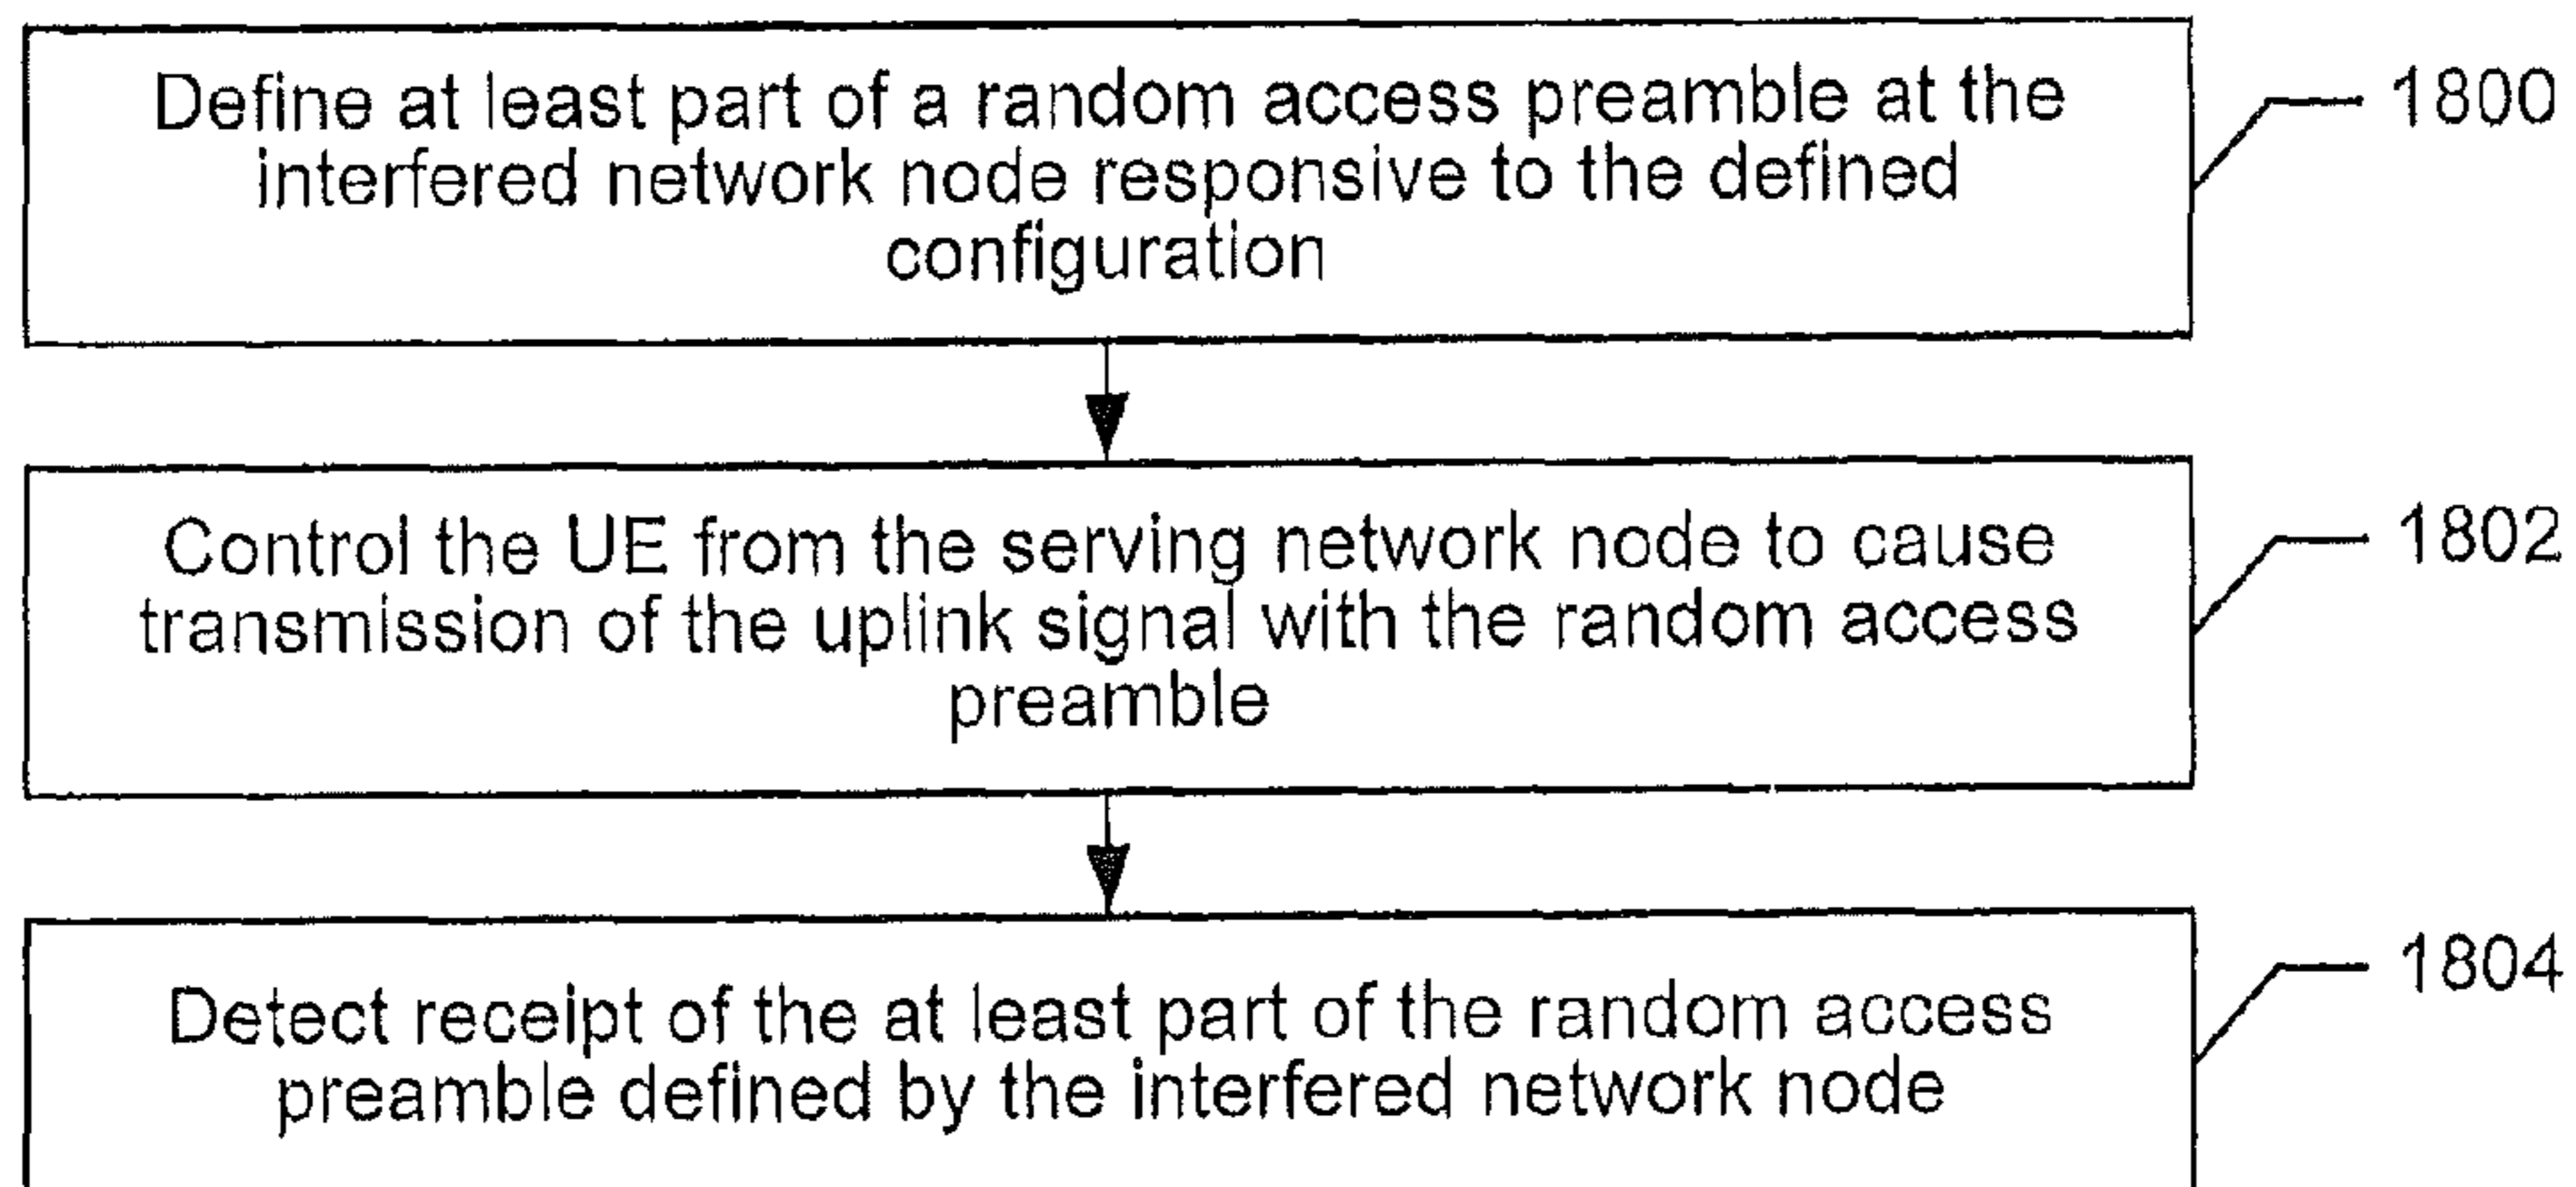 Define at least part of a random access preamble at the
interfered network node responsive to the defined
configuration
1800
Control the UE from the serving network node to cause
transmission of the uplink signal with the random access
preamble
1802
Detect receipt of the at least part of the random access
preamble defined by the interfered network node
1804